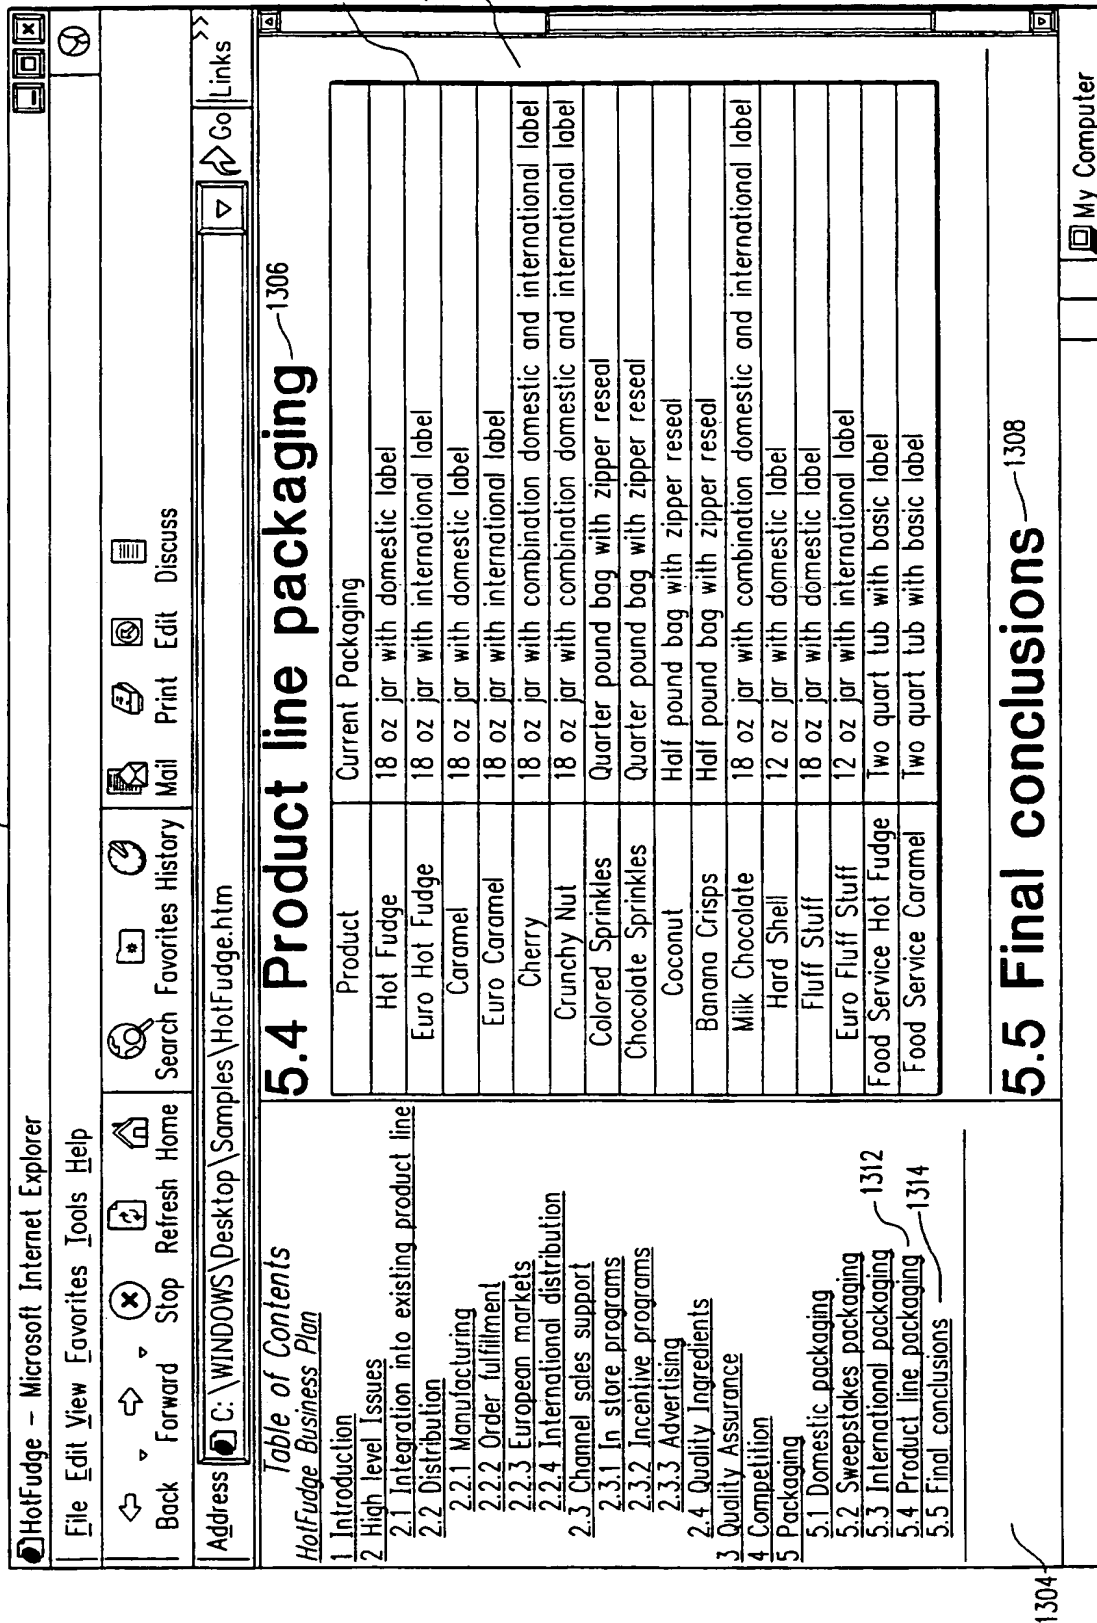 HotFudge – Microsoft Internet Explorer
File Edit View Favorites Tools Help
Back Forward Stop Refresh Home Search Favorites History Mail Print Edit Discuss
Address C:\WINDOWS\Desktop\Samples\HotFudge.htm Go Links
Table of Contents
HotFudge Business Plan
1 Introduction
2 High level Issues
2.1 Integration into existing product line
2.2 Distribution
2.2.1 Manufacturing
2.2.2 Order fulfillment
2.2.3 European markets
2.2.4 International distribution
2.3 Channel sales support
2.3.1 In store programs
2.3.2 Incentive programs
2.3.3 Advertising
2.4 Quality Ingredients
3 Quality Assurance
4 Competition
5 Packaging
5.1 Domestic packaging
5.2 Sweepstakes packaging
5.3 International packaging
5.4 Product line packaging 1312
5.5 Final conclusions 1314
1304
5.4 Product line packaging 1306
Product Current Packaging
Hot Fudge 18 oz jar with domestic label
Euro Hot Fudge 18 oz jar with international label
Caramel 18 oz jar with domestic label
Euro Caramel 18 oz jar with international label
Cherry 18 oz jar with combination domestic and international label
Crunchy Nut 18 oz jar with combination domestic and international label
Colored Sprinkles Quarter pound bag with zipper reseal
Chocolate Sprinkles Quarter pound bag with zipper reseal
Coconut Half pound bag with zipper reseal
Banana Crisps Half pound bag with zipper reseal
Milk Chocolate 18 oz jar with combination domestic and international label
Hard Shell 12 oz jar with domestic label
Fluff Stuff 18 oz jar with domestic label
Euro Fluff Stuff 12 oz jar with international label
Food Service Hot Fudge Two quart tub with basic label
Food Service Caramel Two quart tub with basic label
5.5 Final conclusions 1308
My Computer